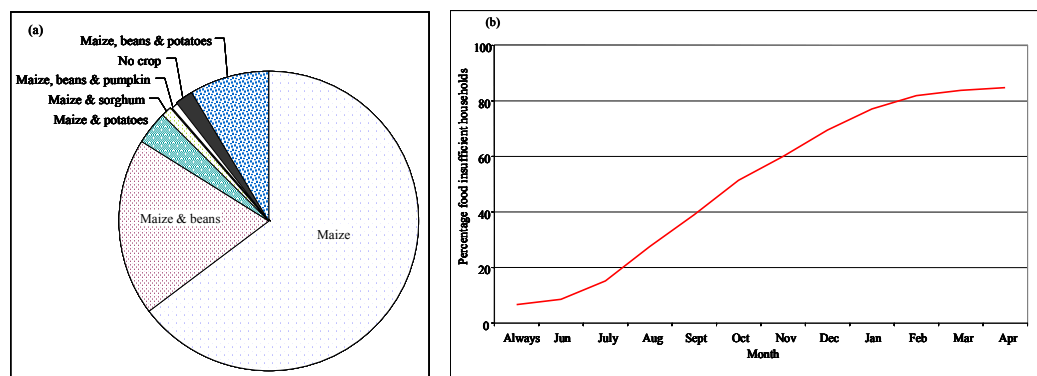 (a)
Maize, beans & potatoes
No crop
Maize, beans & pumpkin
Maize & sorghum
Maize & potatoes
Maize & beans
Maize
(b)
Percentage food insufficient households
100
80
60
40
20
0
Always Jun July Aug Sept Oct Nov Dec Jan Feb Mar Apr
Month